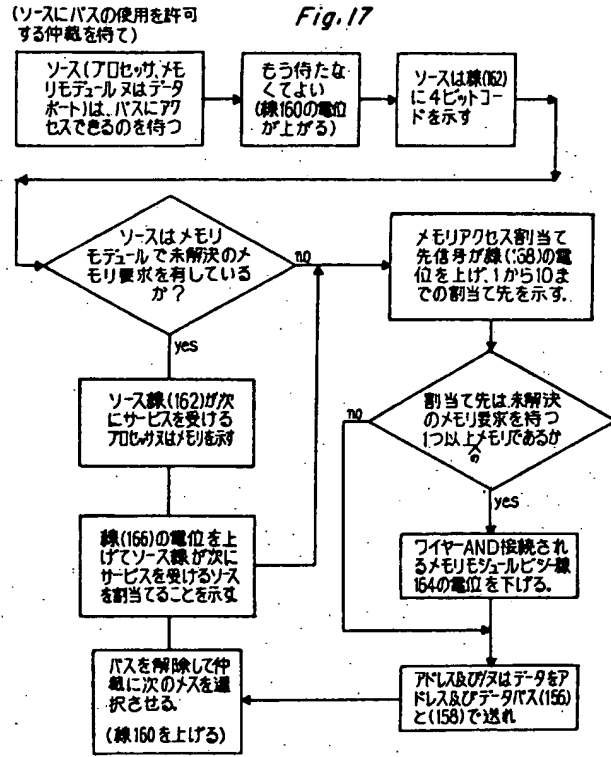 (ソースにバスの使用を許可
する仲裁を待て)
Fig.17
ソース(プロセッサ,メモ
リモデュール又はデータ
ポート)は、バスにアク
セスできるのを待つ
もう待たな
くてよい
(線160の電位
が上がる)
ソースは線(162)
に4ビットコー
ドを示す
ソースはメモリ
モデュールで未解決のメ
モリ要求を有している
か?
no
yes
メモリアクセス割当て
先信号が線(168)の電
位を上げ、1から10ま
での割当て先を示す.
ソース線(162)が次
にサービスを受ける
プロセッサ又はメモリを示す
割当て先は未解決
のメモリ要求を待つ
1つ以上メモリであるか
の
no
yes
線(166)の電位を上
げてソース線が次に
サービスを受けるソース
を割当てることを示す.
ワイヤーAND接続され
るメモリモジュールビジー線
164の電位を下げる.
バスを解除して仲
裁に次のメスを選
択させる.
(線160を上げる)
アドレス及び/又はデータをア
ドレス及びデータバス(156)
と(158)で送れ